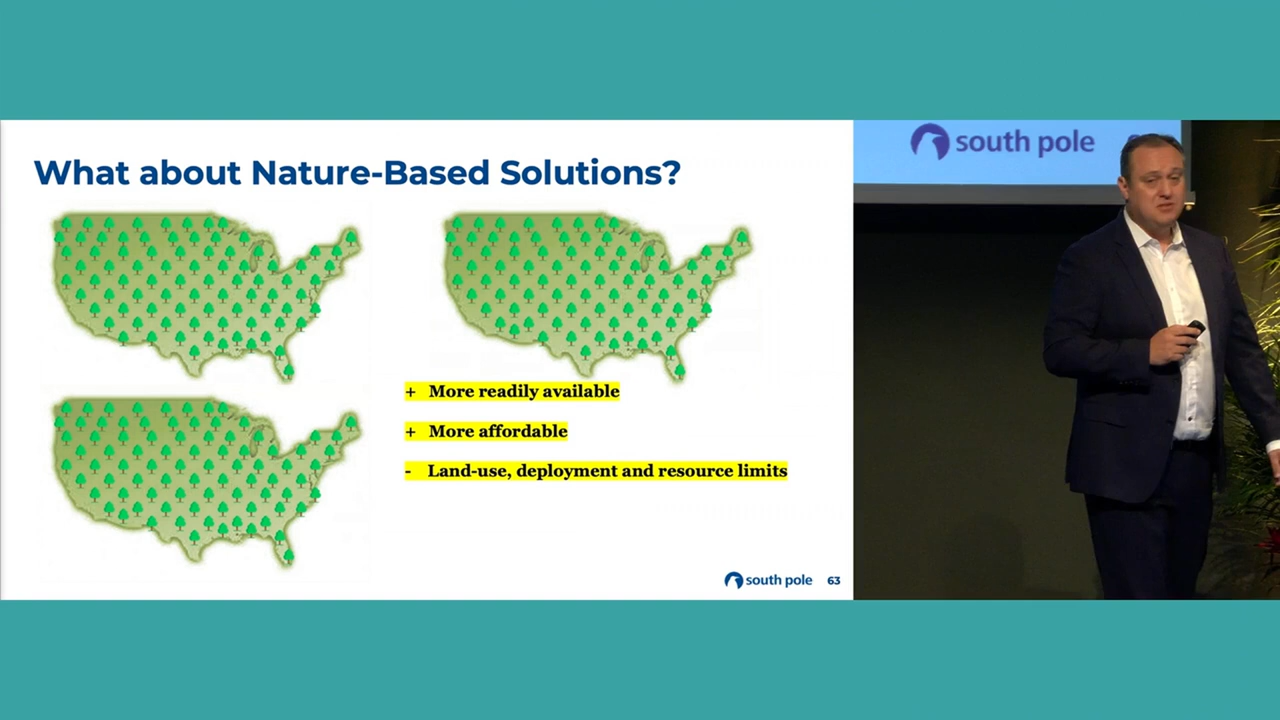 What about Nature-Based Solutions?
+ More readily available
+ More affordable
- Land-use, deployment and resource limits
south pole 63
south pole